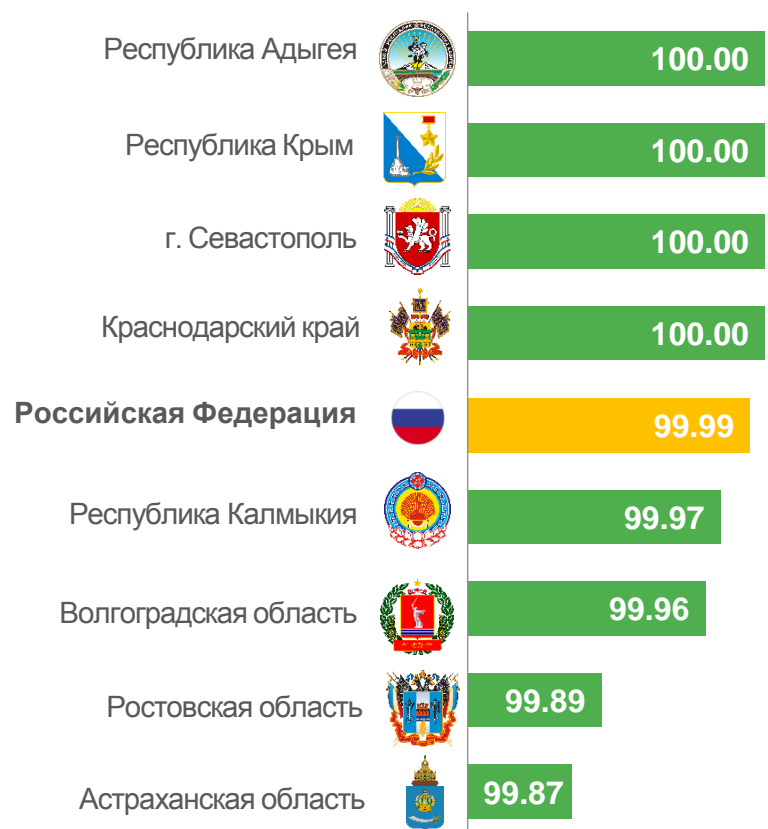 Республика Адыгея 100.00
Республика Крым 100.00
г. Севастополь 100.00
Краснодарский край 100.00
Российская Федерация 99.99
Республика Калмыкия 99.97
Волгоградская область 99.96
Ростовская область 99.89
Астраханская область 99.87